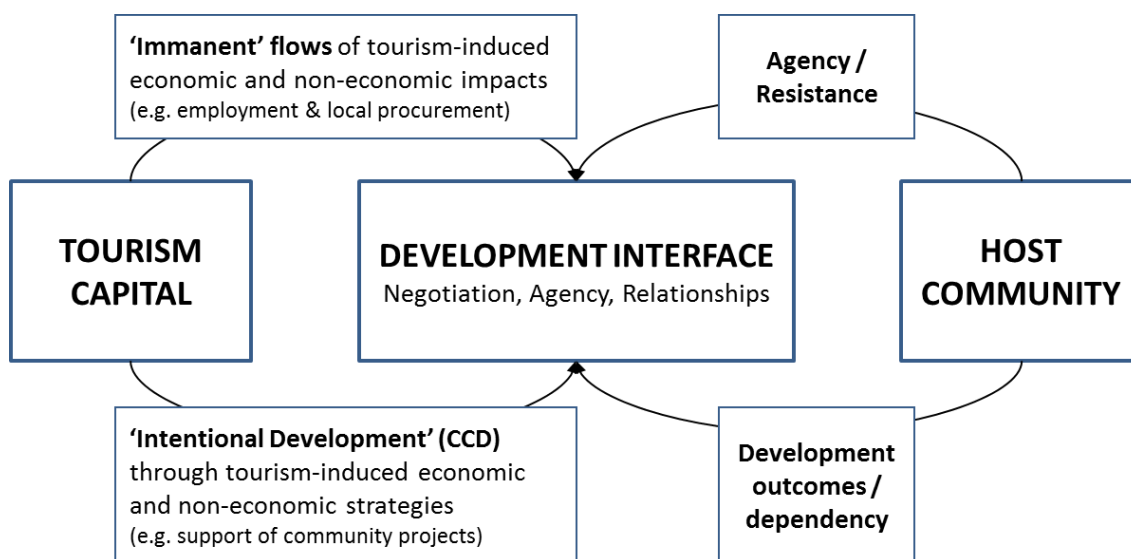 ‘Immanent’ flows of tourism-induced
economic and non-economic impacts
(e.g. employment & local procurement)
Agency /
Resistance
TOURISM
CAPITAL
DEVELOPMENT INTERFACE
Negotiation, Agency, Relationships
HOST
COMMUNITY
‘Intentional Development’ (CCD)
through tourism-induced economic
and non-economic strategies
(e.g. support of community projects)
Development
outcomes /
dependency